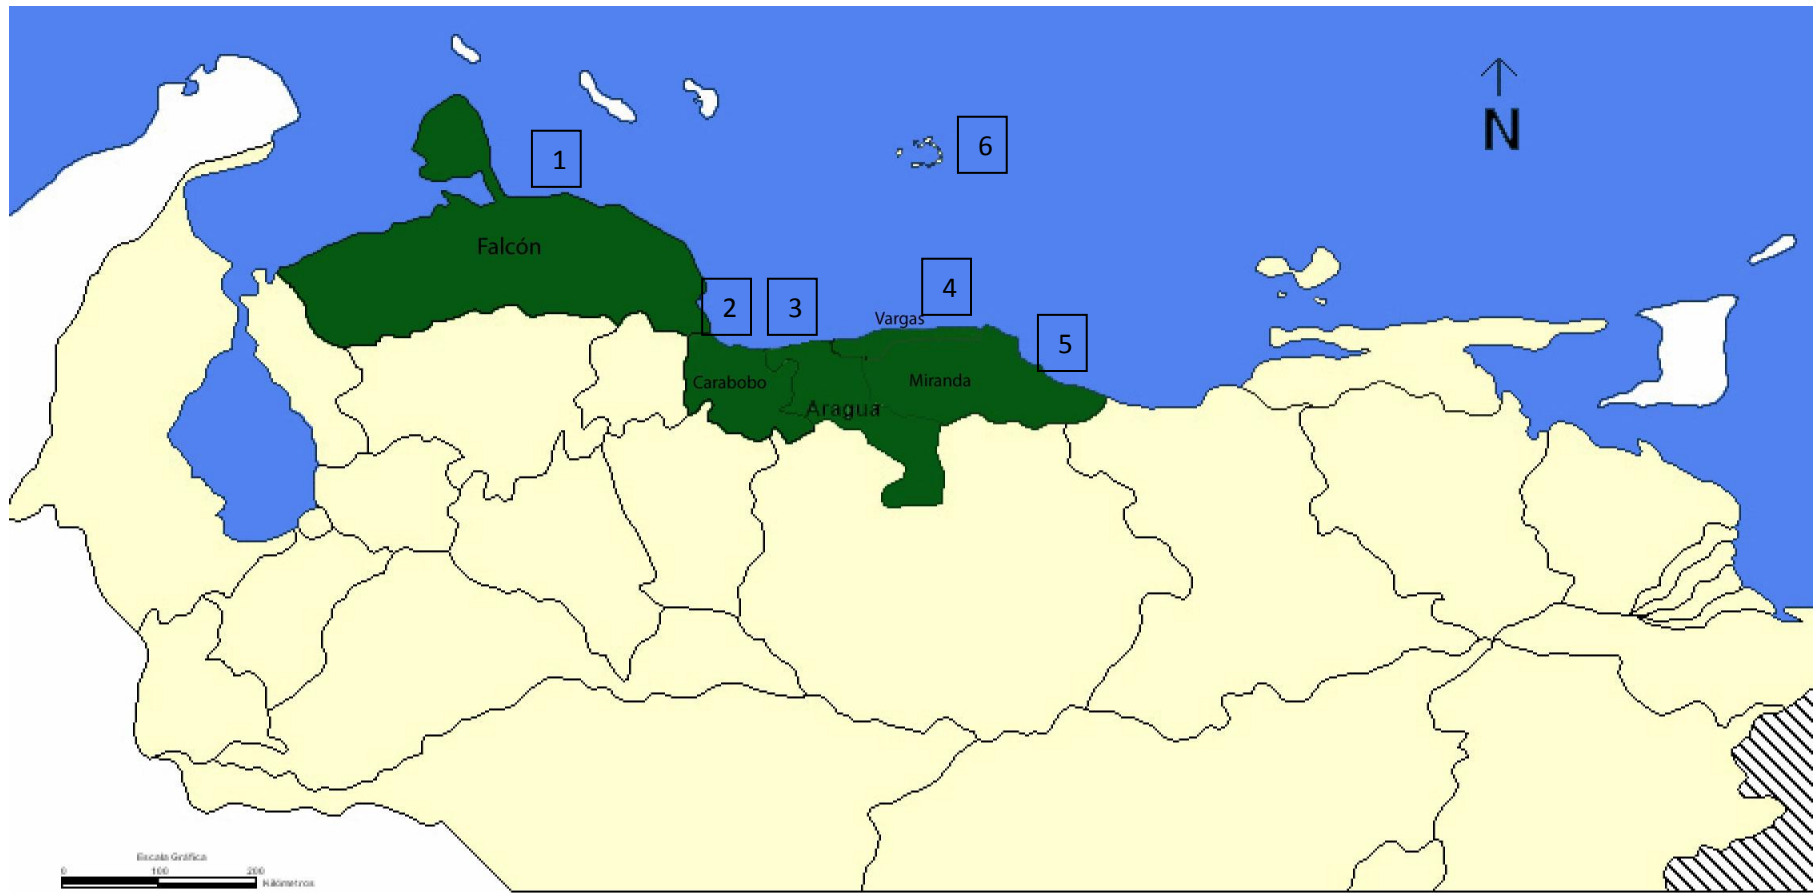 N
1
6
Falcón
2
3
4
Vargas
5
Carabobo
Miranda
Aragua
Escala Gráfica
0 100 200
Kilómetros